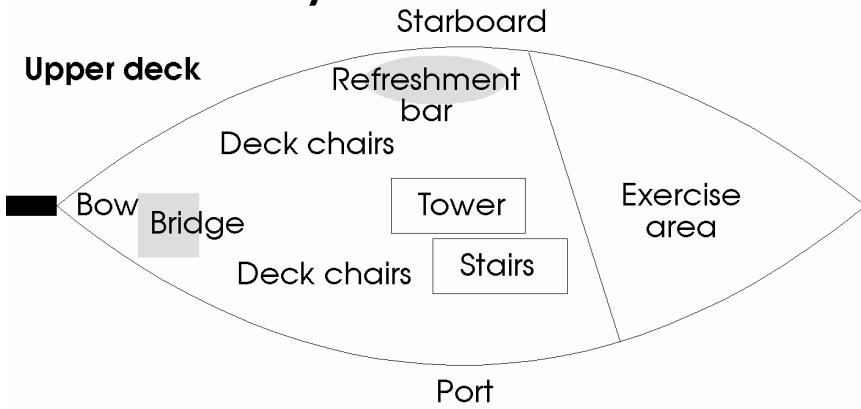 Starboard
Upper deck
Refreshment
bar
Deck chairs
Bow
Bridge
Tower
Exercise
area
Deck chairs
Stairs
Port